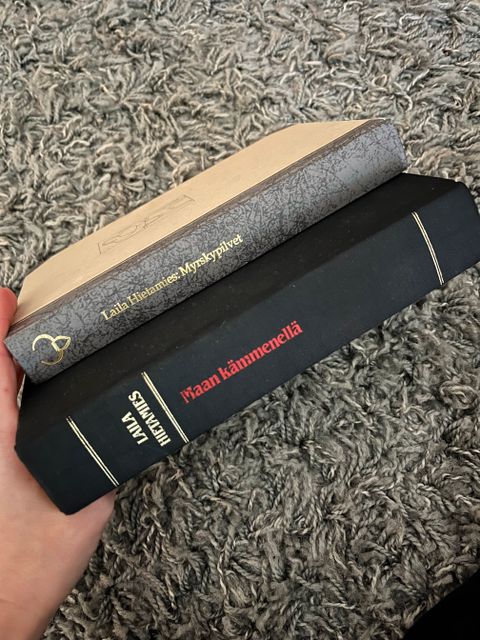 Laila Hietamies: Myrskypilvet
LAILA
HIETAMIES
Maan kämmenellä